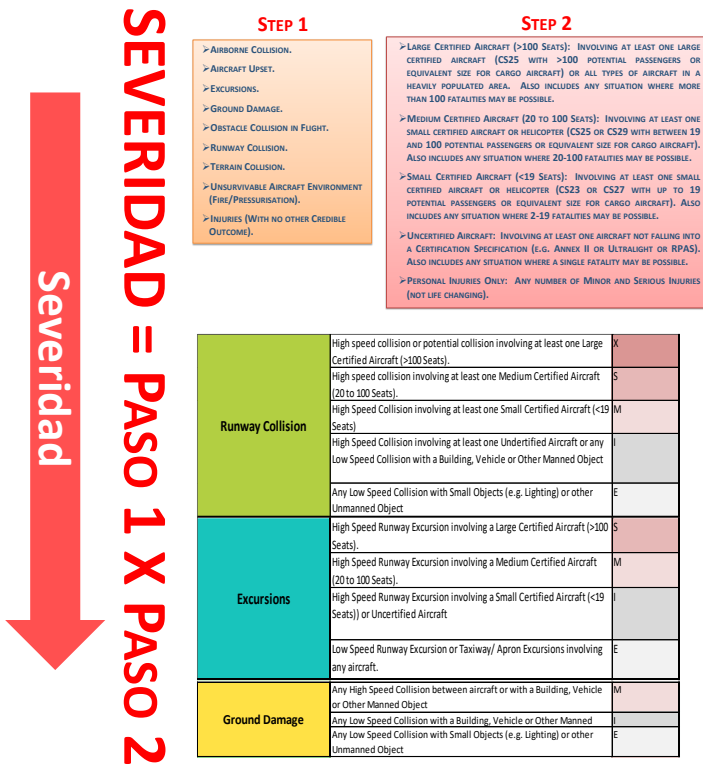 Severidad
SEVERIDAD = PASO 1 X PASO 2
STEP 1
➢AIRBORNE COLLISION.
➢AIRCRAFT UPSET.
➢EXCURSIONS.
➢GROUND DAMAGE.
➢OBSTACLE COLLISION IN FLIGHT.
➢RUNWAY COLLISION.
➢TERRAIN COLLISION.
➢UNSURVIVABLE AIRCRAFT ENVIRONMENT
(FIRE/PRESSURISATION).
➢INJURIES (WITH NO OTHER CREDIBLE
OUTCOME).
STEP 2
➢LARGE CERTIFIED AIRCRAFT (>100 SEATS): INVOLVING AT LEAST ONE LARGE
CERTIFIED AIRCRAFT (CS25 WITH >100 POTENTIAL PASSENGERS OR
EQUIVALENT SIZE FOR CARGO AIRCRAFT) OR ALL TYPES OF AIRCRAFT IN A
HEAVILY POPULATED AREA. ALSO INCLUDES ANY SITUATION WHERE MORE
THAN 100 FATALITIES MAY BE POSSIBLE.
➢MEDIUM CERTIFIED AIRCRAFT (20 TO 100 SEATS): INVOLVING AT LEAST ONE
SMALL CERTIFIED AIRCRAFT OR HELICOPTER (CS25 OR CS29 WITH BETWEEN 19
AND 100 POTENTIAL PASSENGERS OR EQUIVALENT SIZE FOR CARGO AIRCRAFT).
ALSO INCLUDES ANY SITUATION WHERE 20-100 FATALITIES MAY BE POSSIBLE.
➢SMALL CERTIFIED AIRCRAFT (<19 SEATS): INVOLVING AT LEAST ONE SMALL
CERTIFIED AIRCRAFT OR HELICOPTER (CS23 OR CS27 WITH UP TO 19
POTENTIAL PASSENGERS OR EQUIVALENT SIZE FOR CARGO AIRCRAFT). ALSO
INCLUDES ANY SITUATION WHERE 2-19 FATALITIES MAY BE POSSIBLE.
➢UNCERTIFIED AIRCRAFT: INVOLVING AT LEAST ONE AIRCRAFT NOT FALLING INTO
A CERTIFICATION SPECIFICATION (E.G. ANNEX II OR ULTRALIGHT OR RPAS).
ALSO INCLUDES ANY SITUATION WHERE A SINGLE FATALITY MAY BE POSSIBLE.
➢PERSONAL INJURIES ONLY: ANY NUMBER OF MINOR AND SERIOUS INJURIES
(NOT LIFE CHANGING).
Runway Collision
High speed collision or potential collision involving at least one Large X
Certified Aircraft (>100 Seats).
High speed collision involving at least one Medium Certified Aircraft S
(20 to 100 Seats).
High Speed Collision involving at least one Small Certified Aircraft (<19 M
Seats)
High Speed Collision involving at least one Undertified Aircraft or any I
Low Speed Collision with a Building, Vehicle or Other Manned Object
Any Low Speed Collision with Small Objects (e.g. Lighting) or other E
Unmanned Object
Excursions
High Speed Runway Excursion involving a Large Certified Aircraft (>100 S
Seats).
High Speed Runway Excursion involving a Medium Certified Aircraft M
(20 to 100 Seats).
High Speed Runway Excursion involving a Small Certified Aircraft (<19 I
Seats)) or Uncertified Aircraft
Low Speed Runway Excursion or Taxiway/ Apron Excursions involving E
any aircraft.
Ground Damage
Any High Speed Collision between aircraft or with a Building, Vehicle M
or Other Manned Object
Any Low Speed Collision with a Building, Vehicle or Other Manned I
Any Low Speed Collision with Small Objects (e.g. Lighting) or other E
Unmanned Object